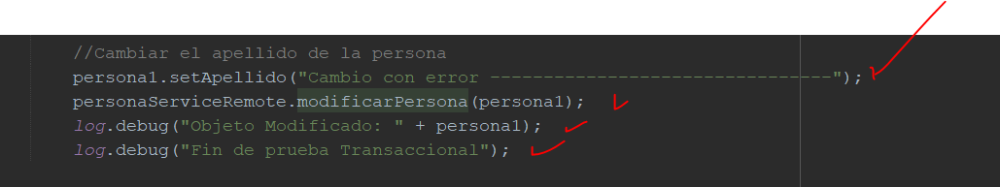 //Cambiar el apellido de la persona
persona1.setApellido("Cambio con error --------------------------------");
personaServiceRemote.modificarPersona(persona1);
log.debug("Objeto Modificado: " + persona1);
log.debug("Fin de prueba Transaccional");